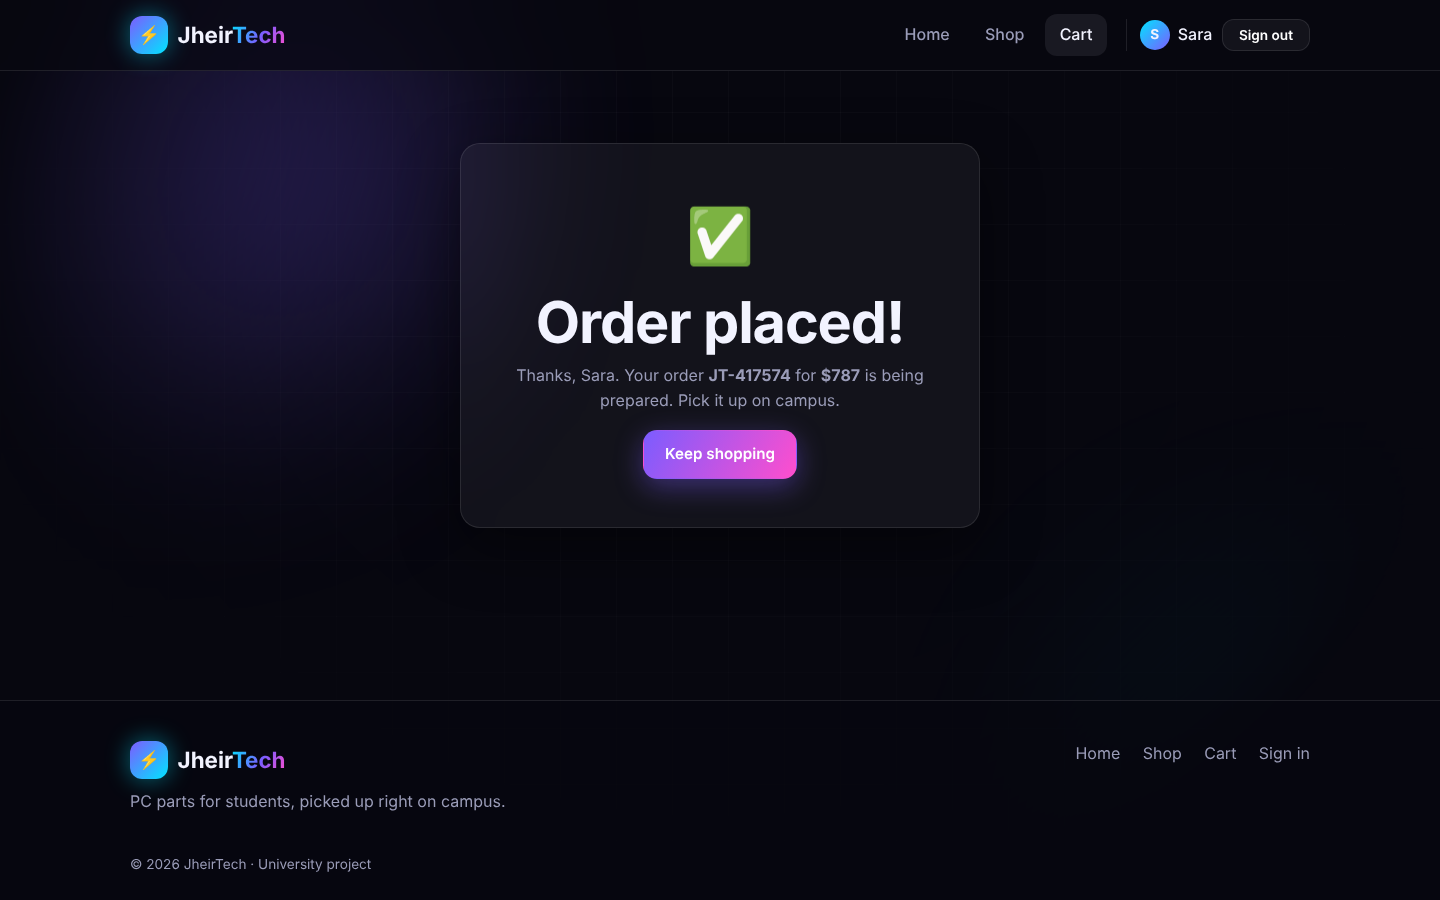 JheirTech
Home
Shop
Cart
S
Sara
Sign out
Order placed!
Thanks, Sara. Your order JT-417574 for $787 is being
prepared. Pick it up on campus.
Keep shopping
JheirTech
Home
Shop
Cart
Sign in
PC parts for students, picked up right on campus.
© 2026 JheirTech · University project